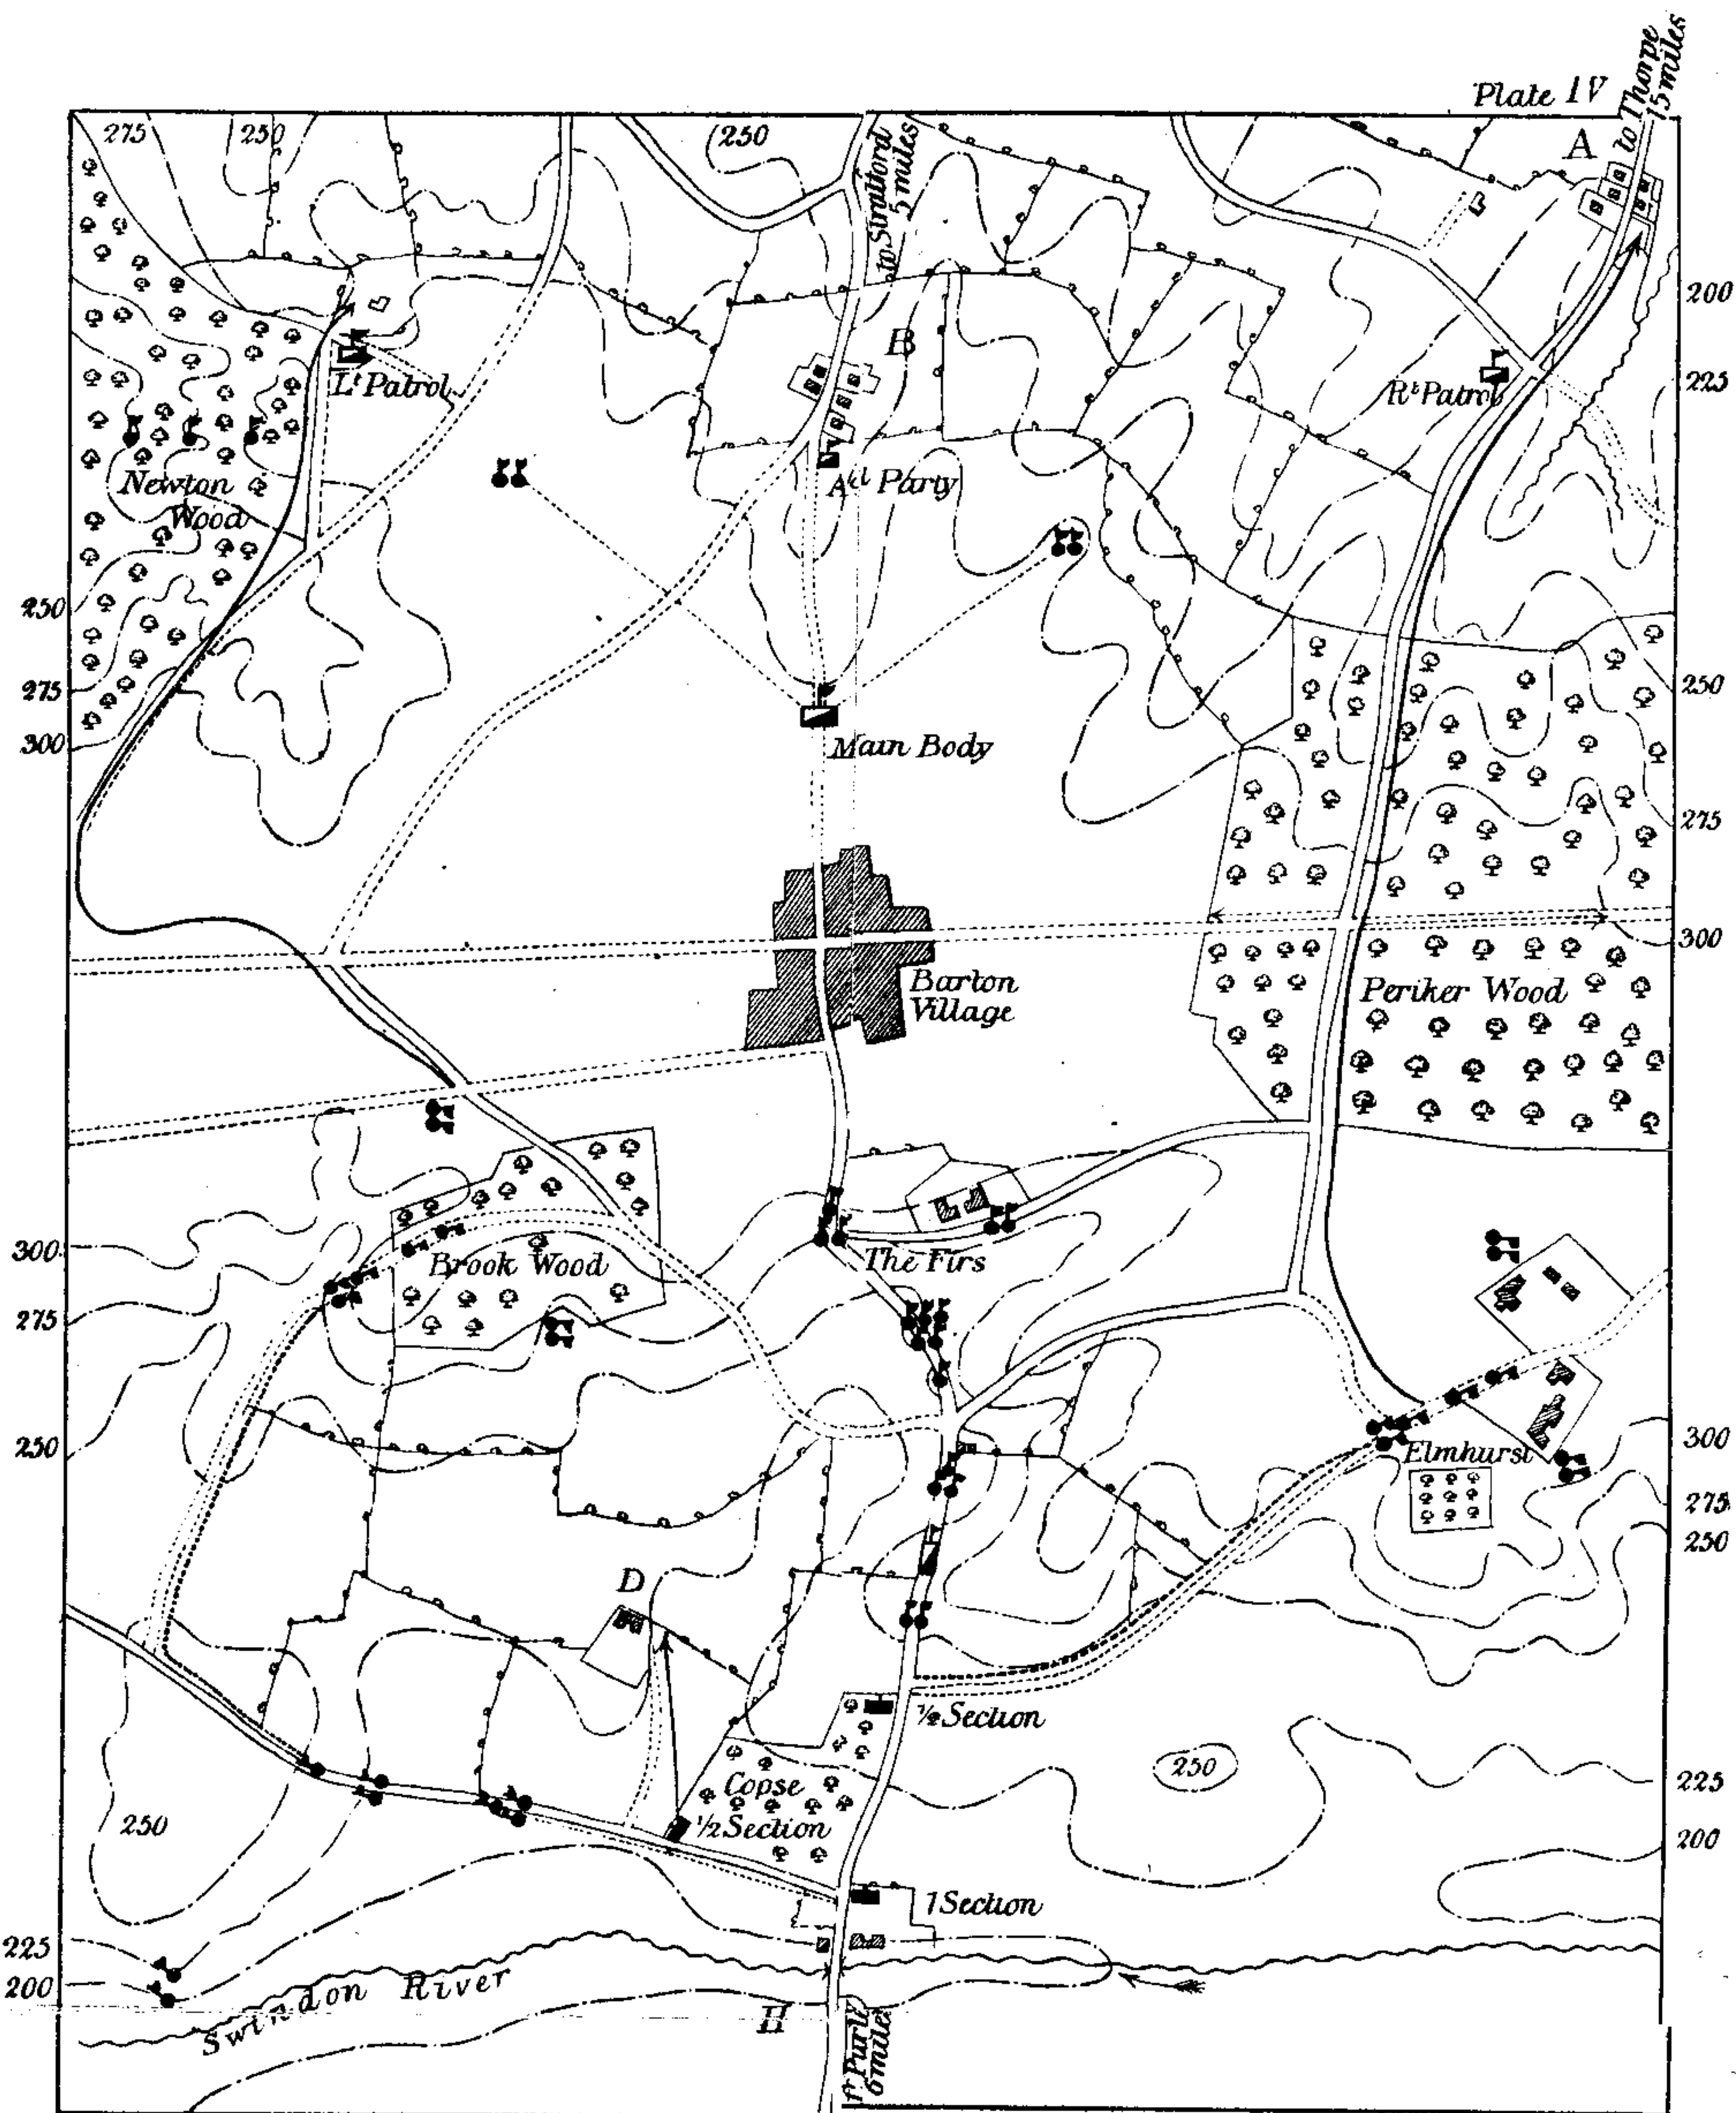 Plate IV
to Thorpe
15 miles
A
275
250
250
to Stratford
5 miles
200
B
225
Lt Patrol
Rt Patrol
Newton
Wood
Ad Party
250
275
300
250
Main Body
275
300
Barton
Village
Periker Wood
300
275
Brook Wood
The Firs
250
Elmhurst
300
275
250
D
½ Section
250
225
Copse
½ Section
250
200
1 Section
225
200
Swindon River
H
fr Purle
6 miles